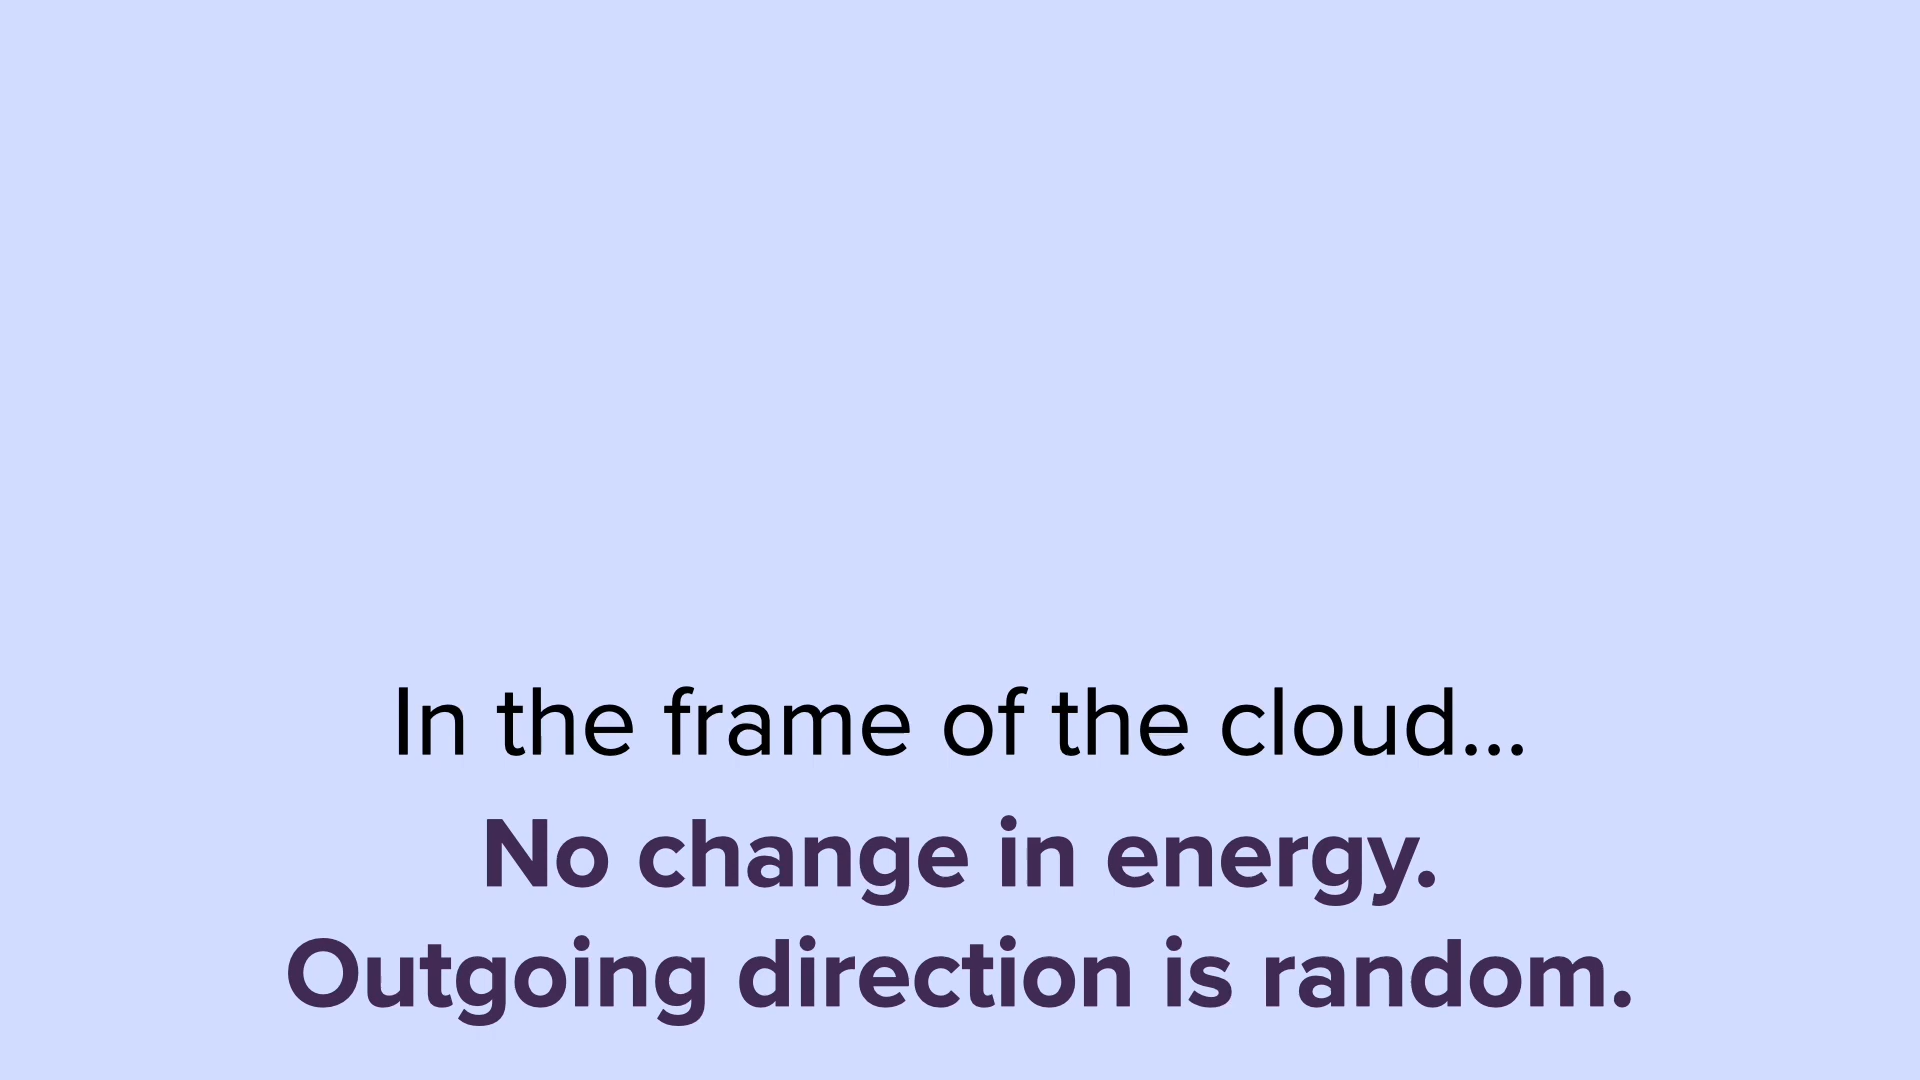 In the frame of the cloud...
No change in energy.
Outgoing direction is random.